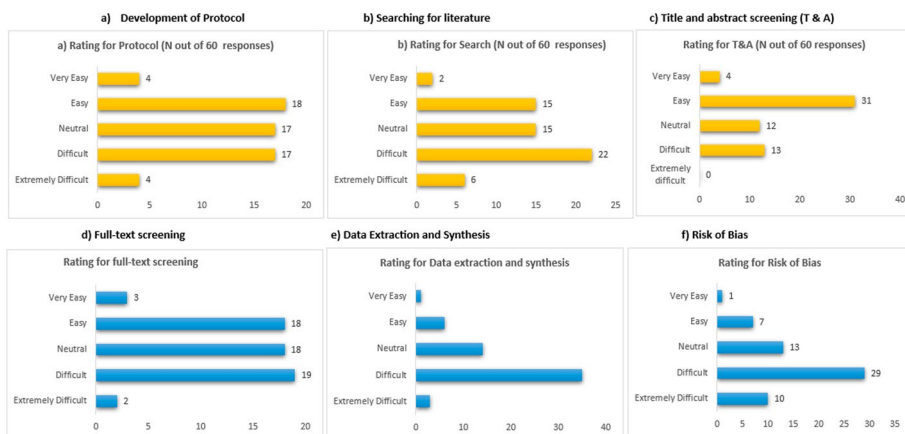 a) Development of Protocol
a) Rating for Protocol (N out of 60 responses)
Very Easy 4
Easy 18
Neutral 17
Difficult 17
Extremely Difficult 4
0 5 10 15 20
b) Searching for literature
b) Rating for Search (N out of 60 responses)
Very Easy 2
Easy 15
Neutral 15
Difficult 22
Extremely Difficult 6
0 5 10 15 20 25
c) Title and abstract screening (T & A)
Rating for T&A (N out of 60 responses)
Very Easy 4
Easy 31
Neutral 12
Difficult 13
Extremely
difficult 0
0 10 20 30 40
d) Full-text screening
Rating for full-text screening
Very Easy 3
Easy 18
Neutral 18
Difficult 19
Extremely Difficult 2
0 5 10 15 20
e) Data Extraction and Synthesis
Rating for Data extraction and synthesis
Very Easy
Easy
Neutral
Difficult
Extremely Difficult
0 10 20 30 40
f) Risk of Bias
Rating for Risk of Bias
Very Easy 1
Easy 7
Neutral 13
Difficult 29
Extremely Difficult 10
0 5 10 15 20 25 30 35